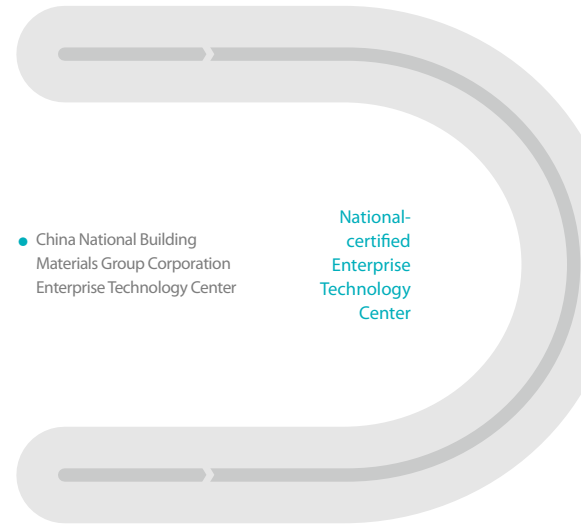 China National Building
Materials Group Corporation
Enterprise Technology Center
National-
certified
Enterprise
Technology
Center